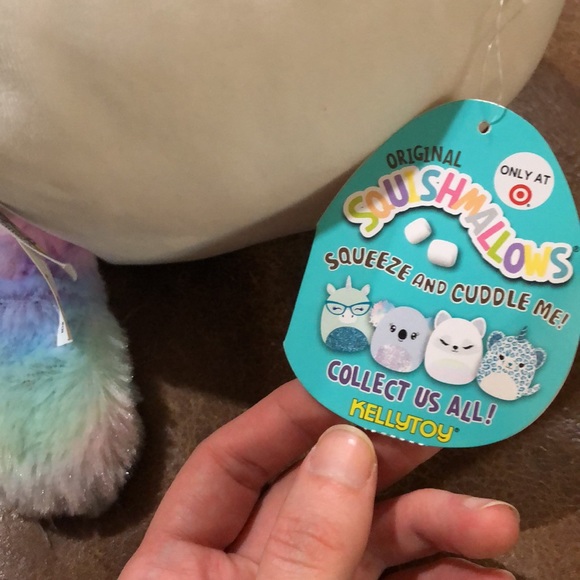 ORIGINAL
SQUISHMALLOWS®
ONLY AT
SQUEEZE AND CUDDLE ME!
COLLECT US ALL!
KELLYTOY®